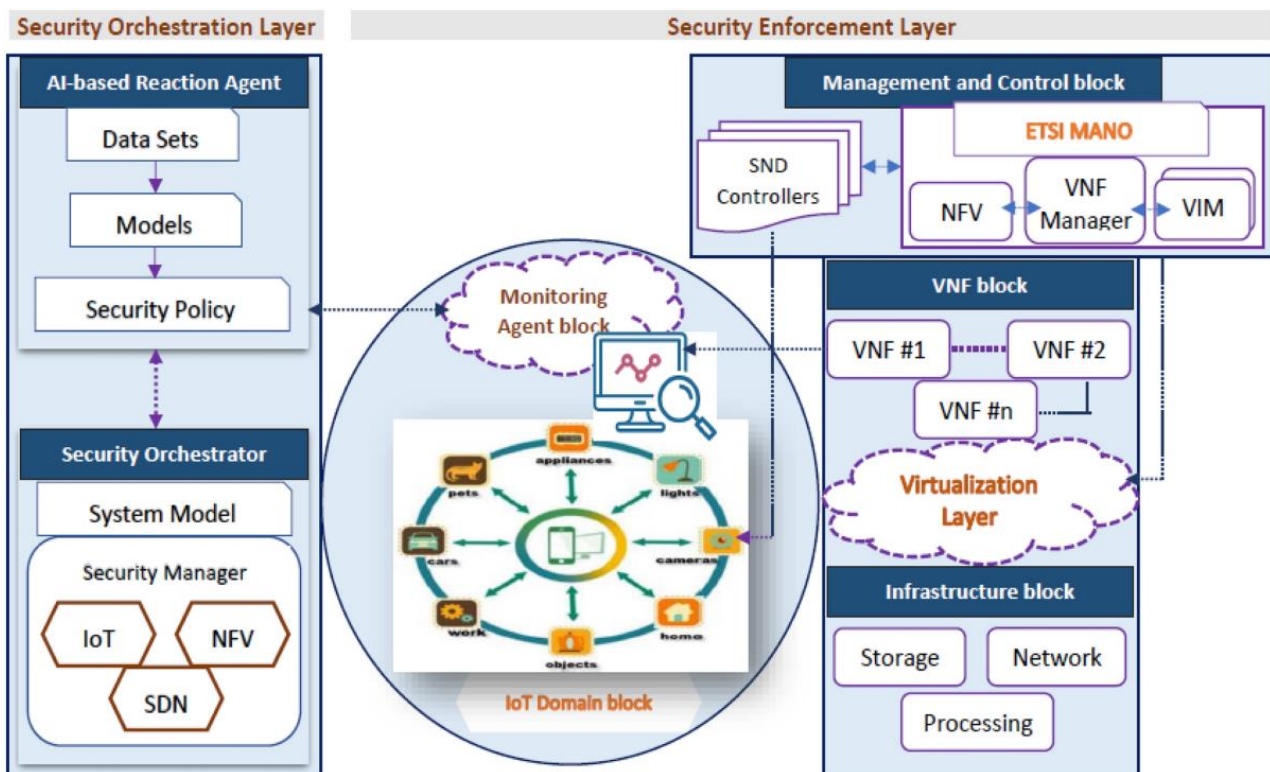 Security Orchestration Layer
Security Enforcement Layer
AI-based Reaction Agent
Data Sets
Models
Security Policy
Security Orchestrator
System Model
Security Manager
IoT
NFV
SDN
Monitoring
Agent block
appliances
pets
lights
cars
cameras
work
home
objects
IoT Domain block
Management and Control block
SND
Controllers
ETSI MANO
NFV
VNF
Manager
VIM
VNF block
VNF #1
VNF #2
VNF #n
Virtualization
Layer
Infrastructure block
Storage
Network
Processing